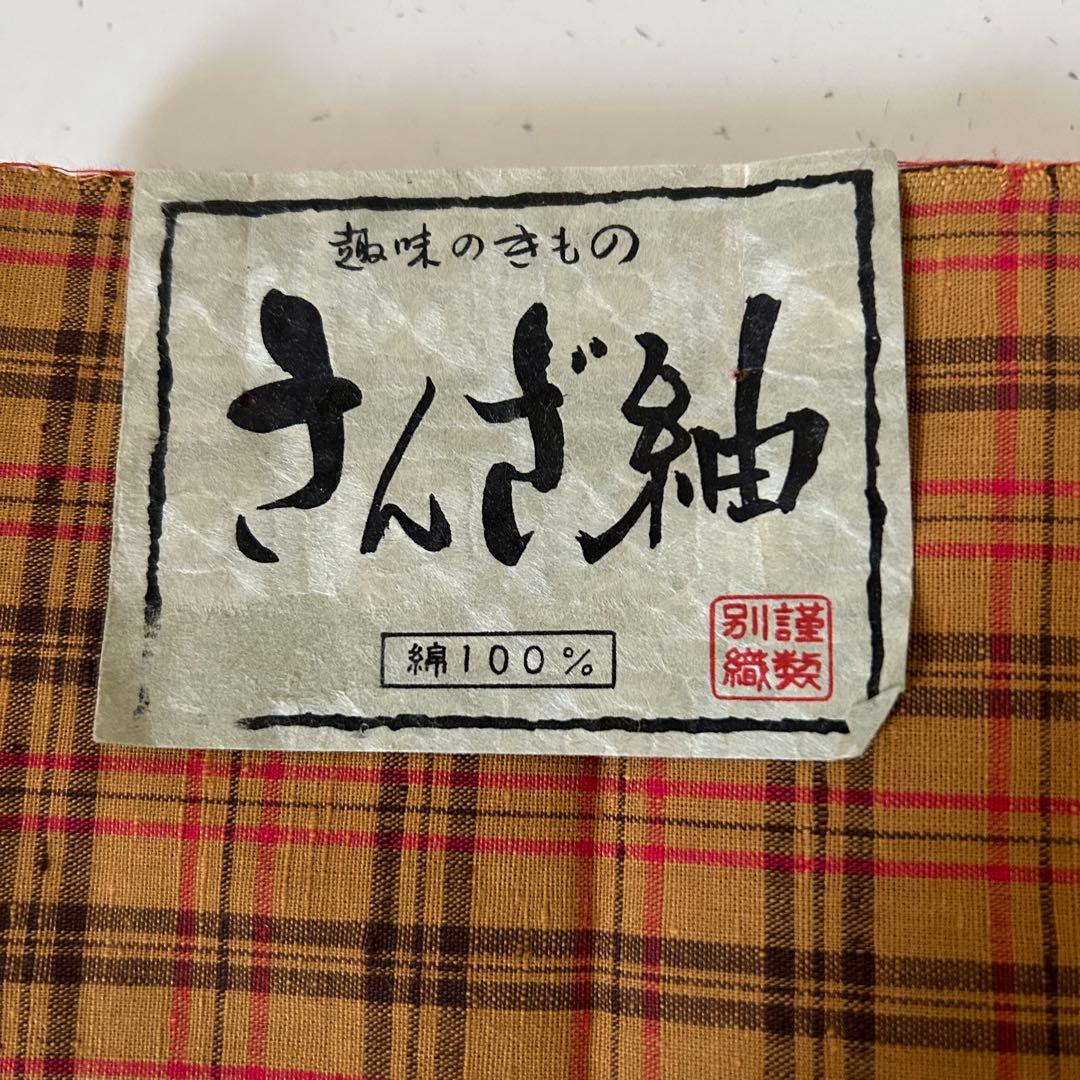 趣味のきもの
さんざ紬
綿100%
謹製
別織